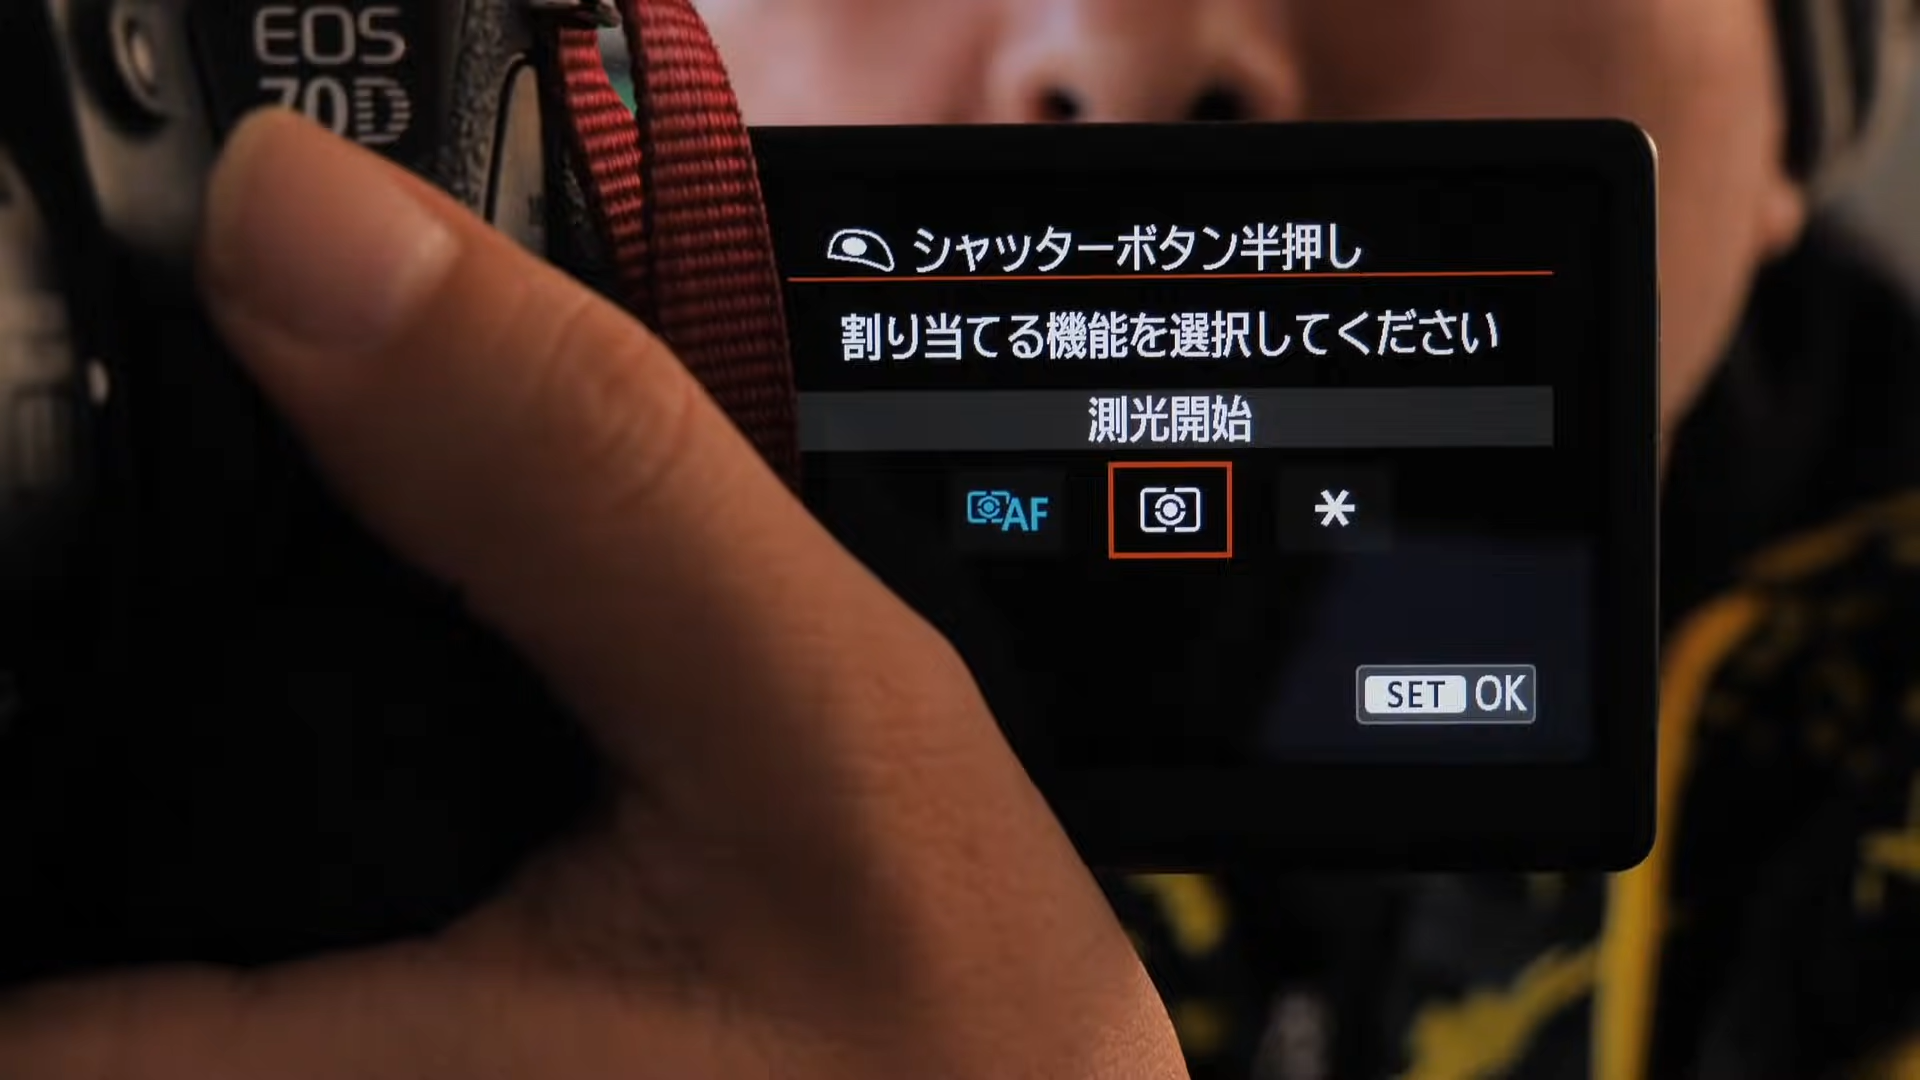 EOS
70D
シャッターボタン半押し
割り当てる機能を選択してください
測光開始
AF
SET OK